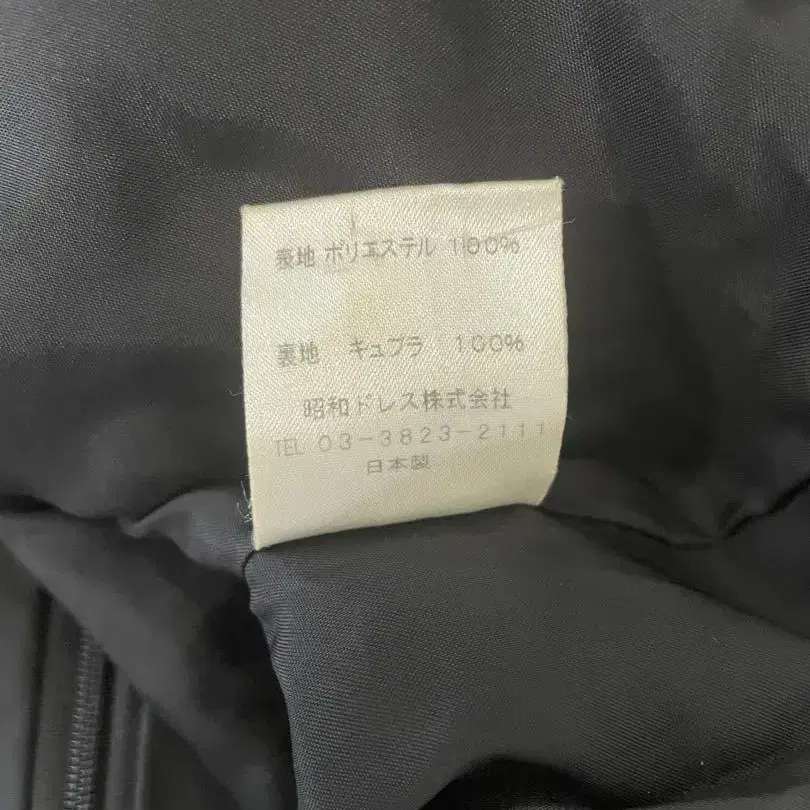 表地 ポリエステル 100%
裏地 キュプラ 100%
昭和ドレス株式会社
TEL 03-3823-2111
日本製